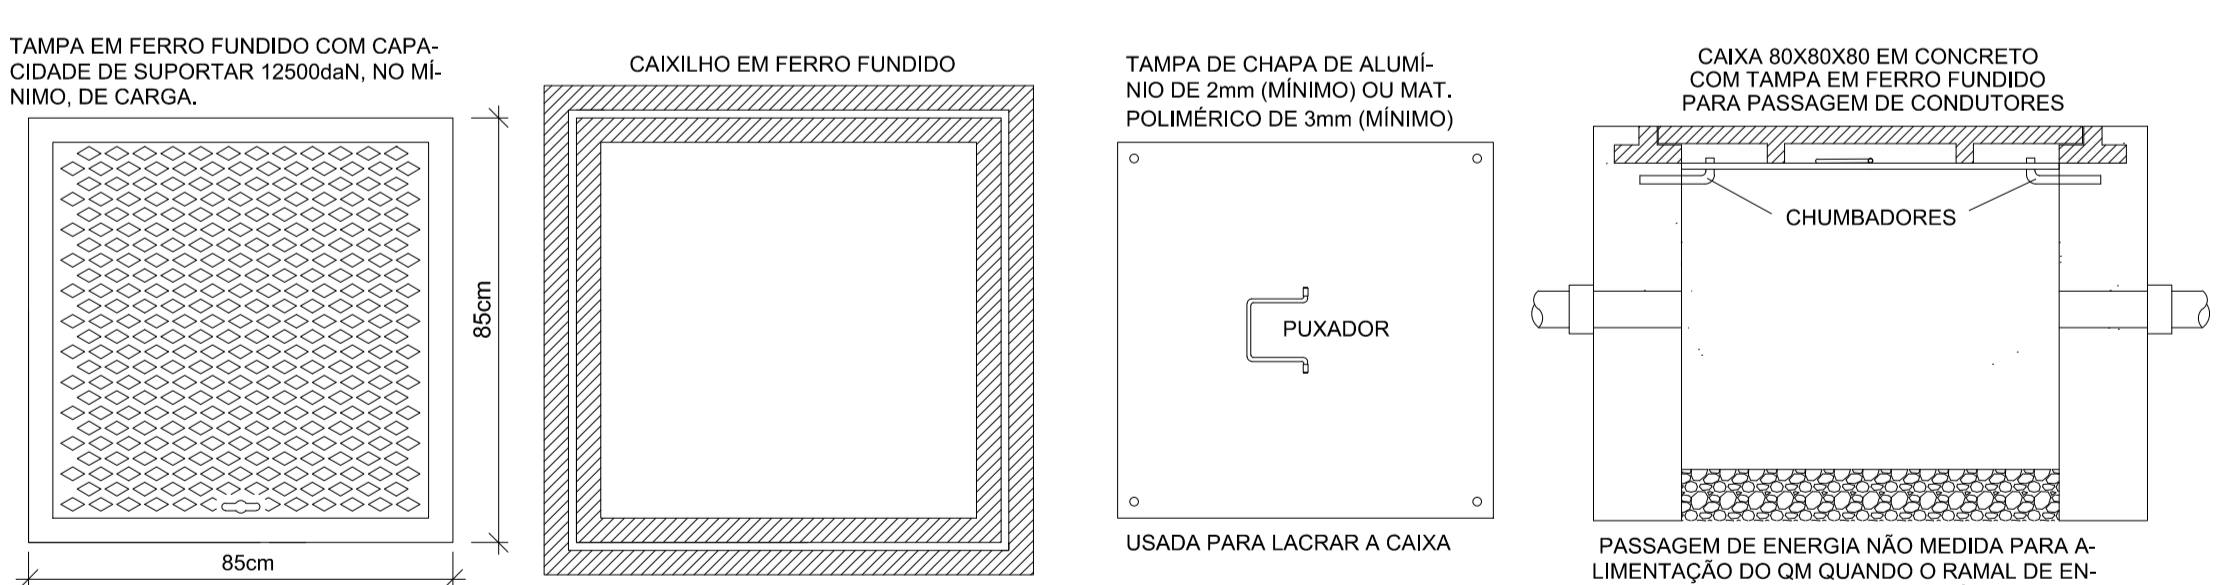 TAMPA EM FERRO FUNDIDO COM CAPA-
CIDADE DE SUPORTAR 12500daN, NO MÍ-
NIMO, DE CARGA.
85cm
85cm
CAIXILHO EM FERRO FUNDIDO
TAMPA DE CHAPA DE ALUMÍ-
NIO DE 2mm (MÍNIMO) OU MAT.
POLIMÉRICO DE 3mm (MÍNIMO)
PUXADOR
USADA PARA LACRAR A CAIXA
CAIXA 80X80X80 EM CONCRETO
COM TAMPA EM FERRO FUNDIDO
PARA PASSAGEM DE CONDUTORES
CHUMBADORES
PASSAGEM DE ENERGIA NÃO MEDIDA PARA A-
LIMENTAÇÃO DO QM QUANDO O RAMAL DE EN-